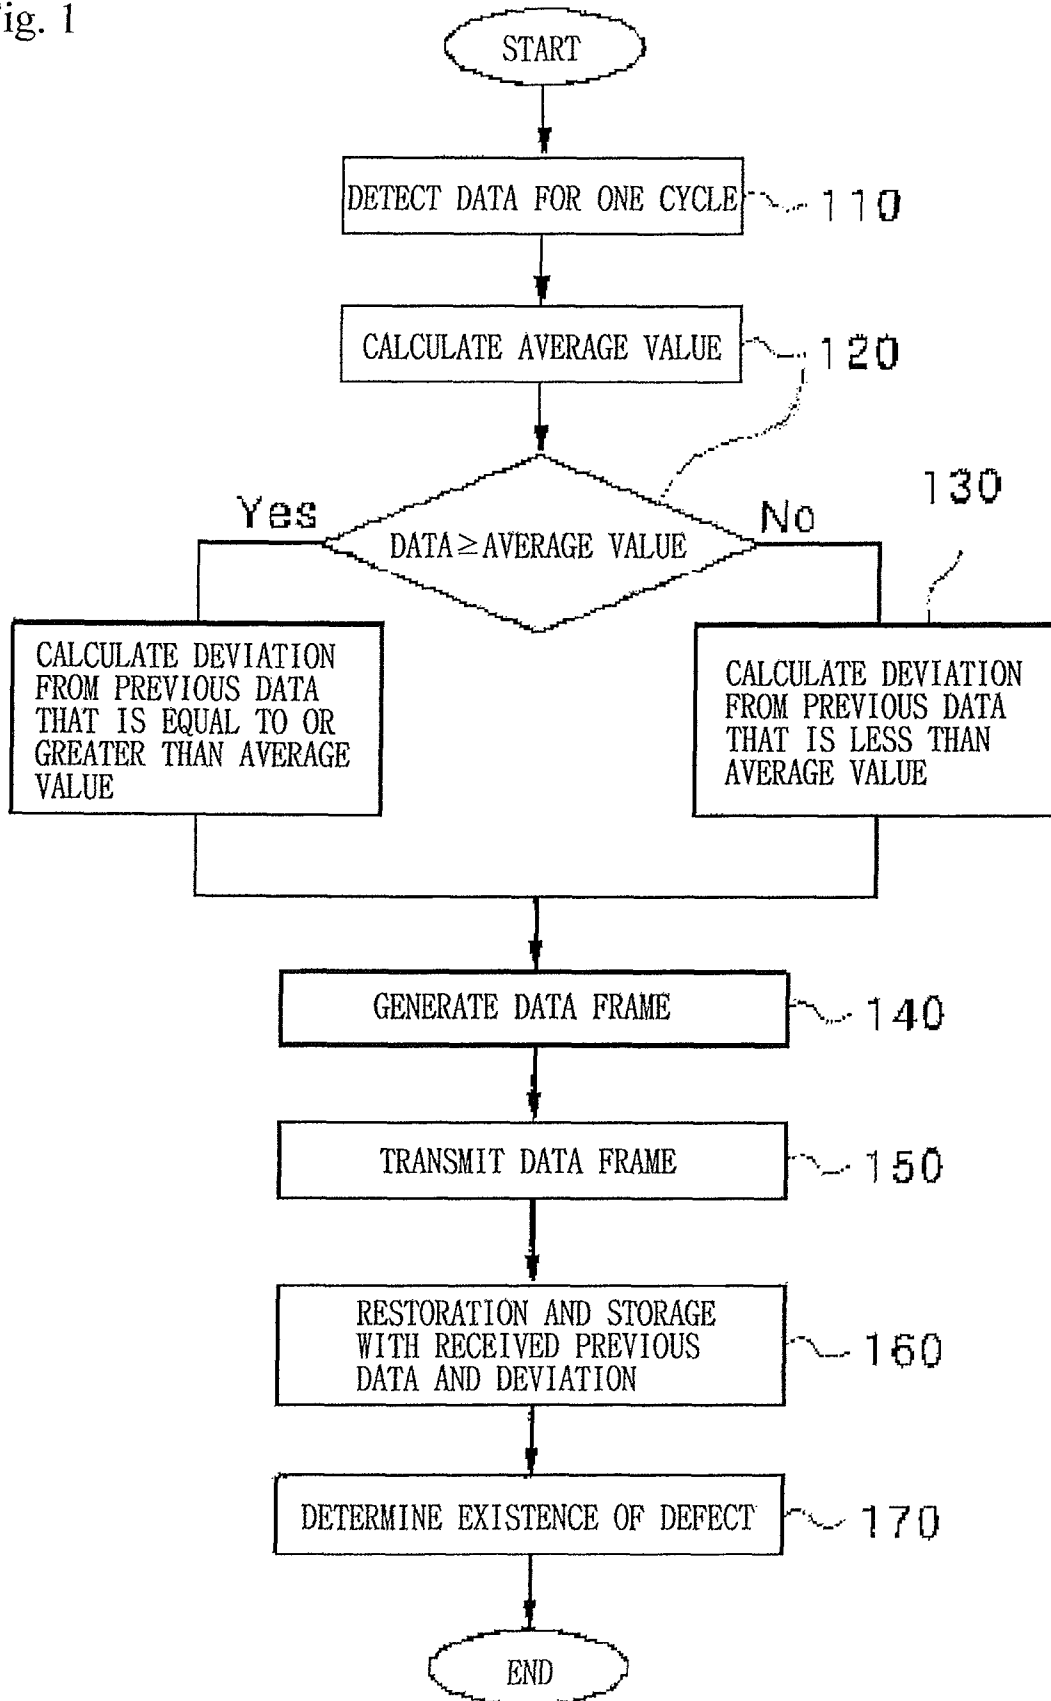 ig. 1
START
DETECT DATA FOR ONE CYCLE
110
CALCULATE AVERAGE VALUE
120
130
Yes
No
DATA≥AVERAGE VALUE
CALCULATE DEVIATION
FROM PREVIOUS DATA
THAT IS EQUAL TO OR
GREATER THAN AVERAGE
VALUE
CALCULATE DEVIATION
FROM PREVIOUS DATA
THAT IS LESS THAN
AVERAGE VALUE
GENERATE DATA FRAME
140
TRANSMIT DATA FRAME
150
RESTORATION AND STORAGE
WITH RECEIVED PREVIOUS
DATA AND DEVIATION
160
DETERMINE EXISTENCE OF DEFECT
170
END